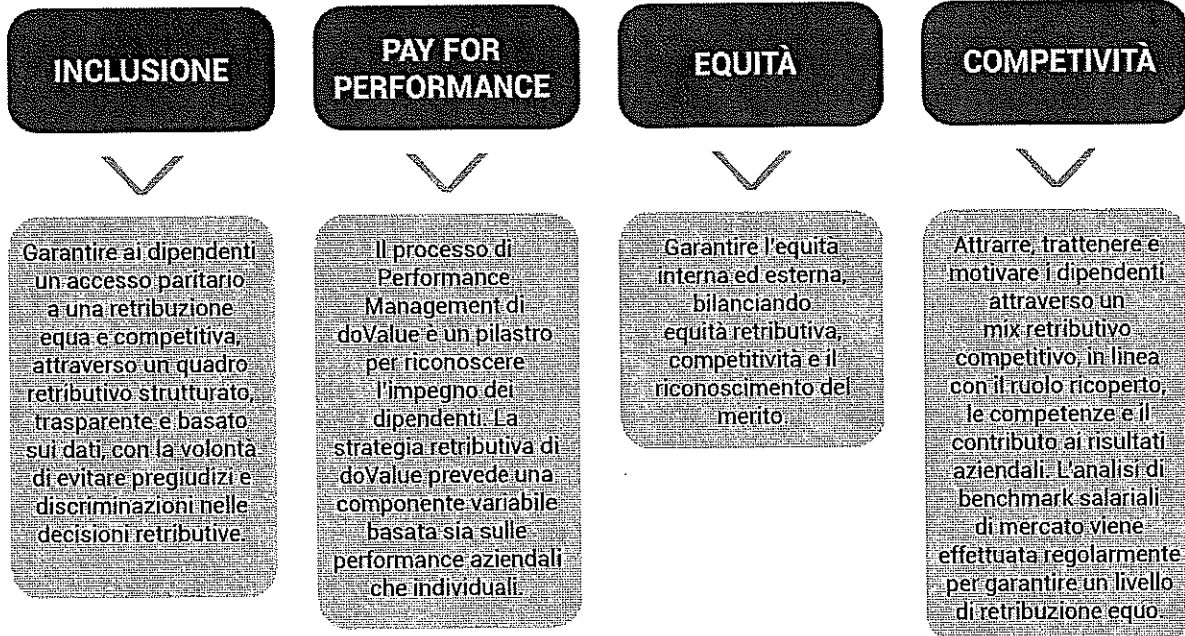 INCLUSIONE
Garantire ai dipendenti
un accesso paritario
a una retribuzione
equa e competitiva,
attraverso un quadro
retributivo strutturato,
trasparente e basato
sui dati, con la volontà
di evitare pregiudizi e
discriminazioni nelle
decisioni retributive.
PAY FOR
PERFORMANCE
Il processo di
Performance
Management di
doValue è un pilastro
per riconoscere
l'impegno dei
dipendenti. La
strategia retributiva di
doValue prevede una
componente variabile
basata sia sulle
performance aziendali
che individuali.
EQUITÀ
Garantire l'equità
interna ed esterna,
bilanciando
equità retributiva,
competitività e il
riconoscimento del
merito.
COMPETIVITÀ
Attrarre, trattenere e
motivare i dipendenti
attraverso un
mix retributivo
competitivo, in linea
con il ruolo ricoperto,
le competenze e il
contributo ai risultati
aziendali. L'analisi di
benchmark salariali
di mercato viene
effettuata regolarmente
per garantire un livello
di retribuzione equo.